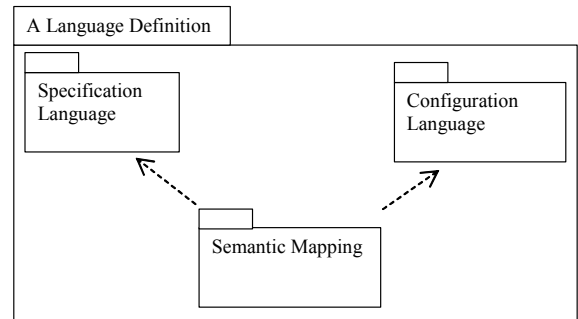 A Language Definition
Specification
Language
Configuration
Language
Semantic Mapping